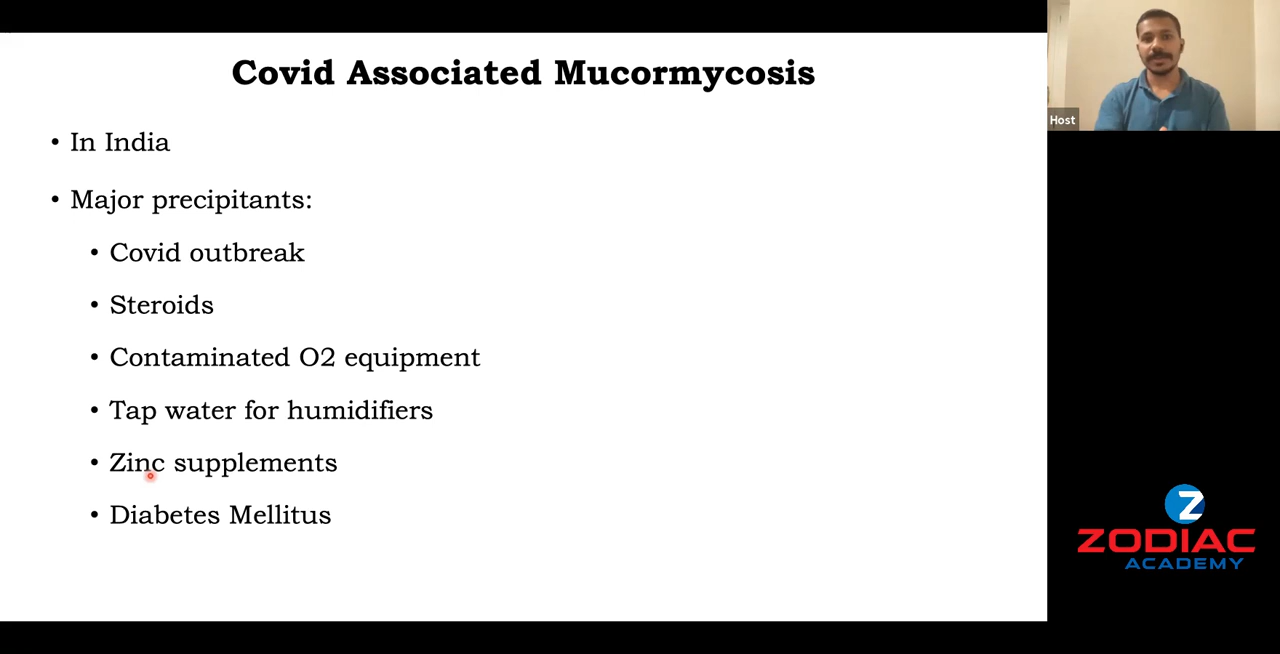 Covid Associated Mucormycosis
• In India
• Major precipitants:
• Covid outbreak
• Steroids
• Contaminated O2 equipment
• Tap water for humidifiers
• Zinc supplements
• Diabetes Mellitus
Host
Z
ZODIAC
ACADEMY